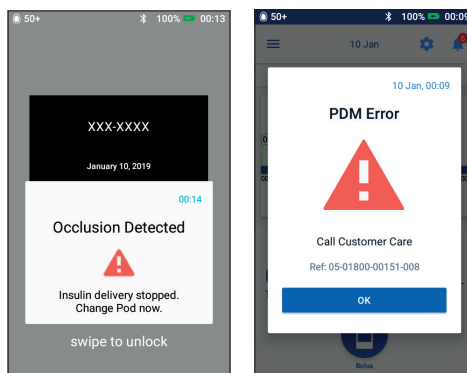 50+
100%
00:13
XXX-XXXX
January 10, 2019
00:14
Occlusion Detected
Insulin delivery stopped.
Change Pod now.
swipe to unlock
50+
100%
00:09
10 Jan
6
10 Jan, 00:09
PDM Error
Call Customer Care
Ref: 05-01800-00151-008
OK
Bolus